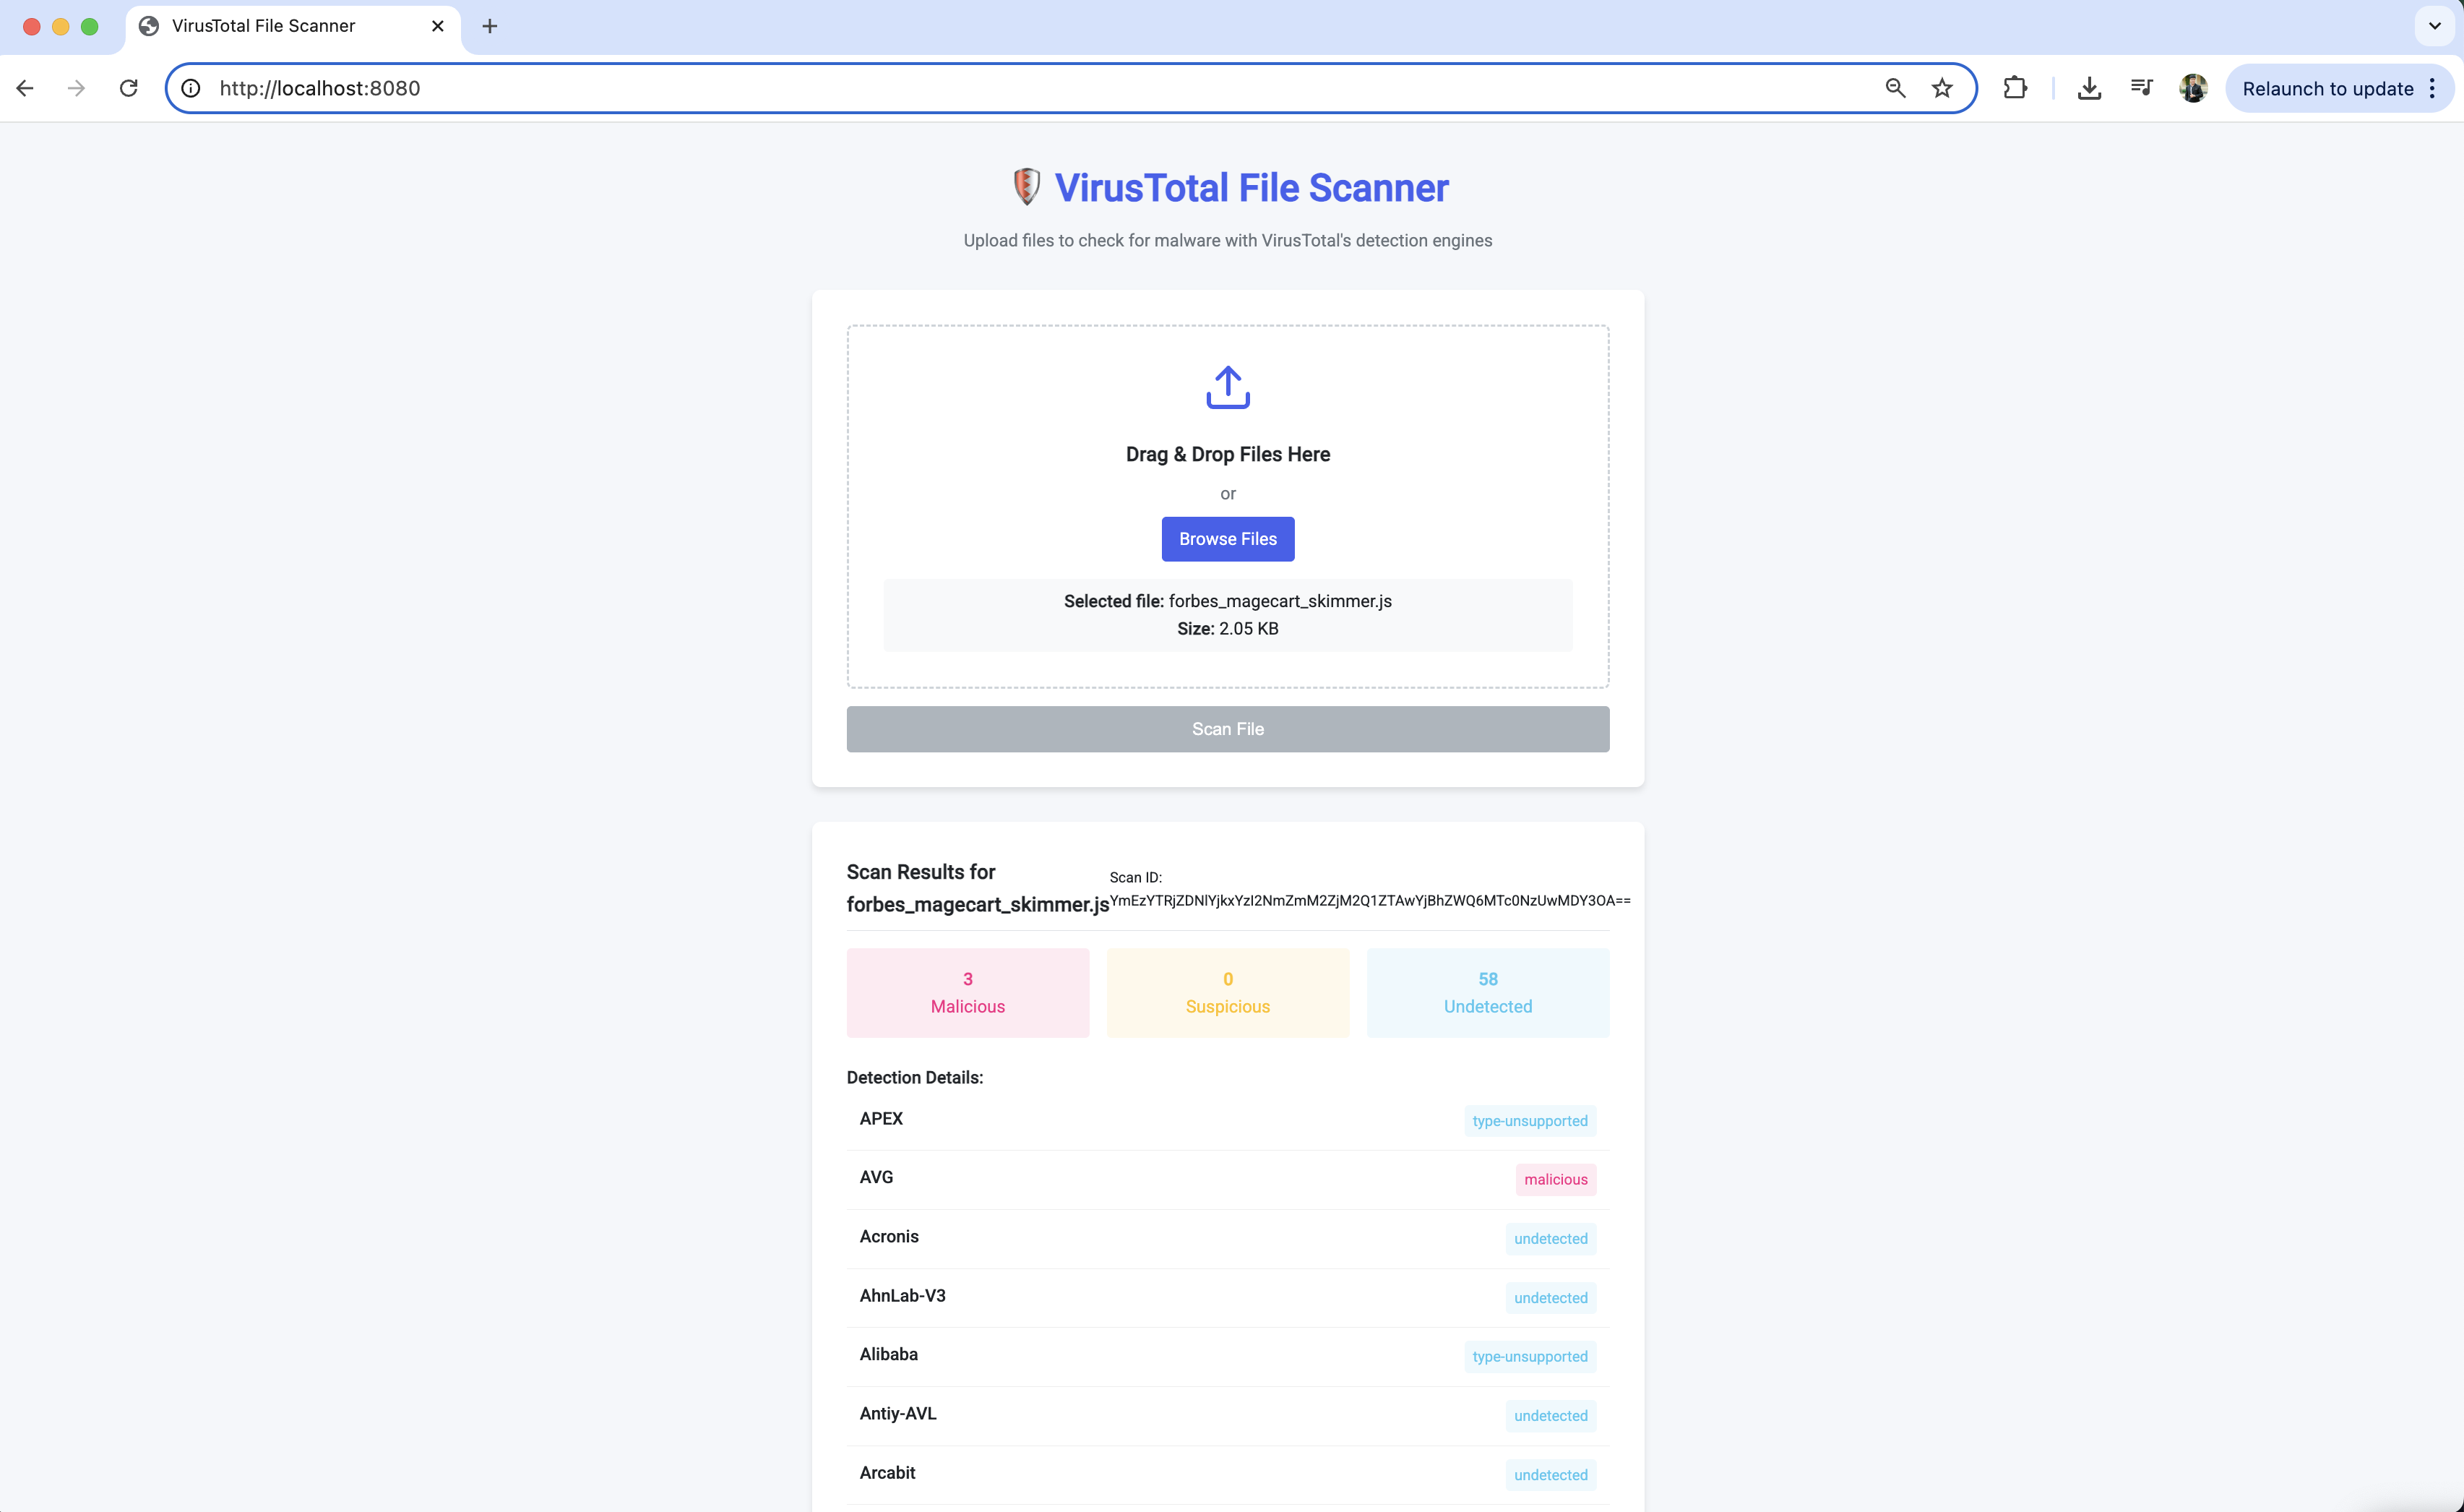 VirusTotal File Scanner
http://localhost:8080
Relaunch to update
VirusTotal File Scanner
Upload files to check for malware with VirusTotal's detection engines
Drag & Drop Files Here
or
Browse Files
Selected file: forbes_magecart_skimmer.js
Size: 2.05 KB
Scan File
Scan Results for
forbes_magecart_skimmer.js
Scan ID:
YmEzYTRjZDNlYjkxYzI2NmZmM2ZjM2Q1ZTAwYjBhZWQ6MTc0NzUwMDY3OA==
3
Malicious
0
Suspicious
58
Undetected
Detection Details:
APEX
type-unsupported
AVG
malicious
Acronis
undetected
AhnLab-V3
undetected
Alibaba
type-unsupported
Antiy-AVL
undetected
Arcabit
undetected